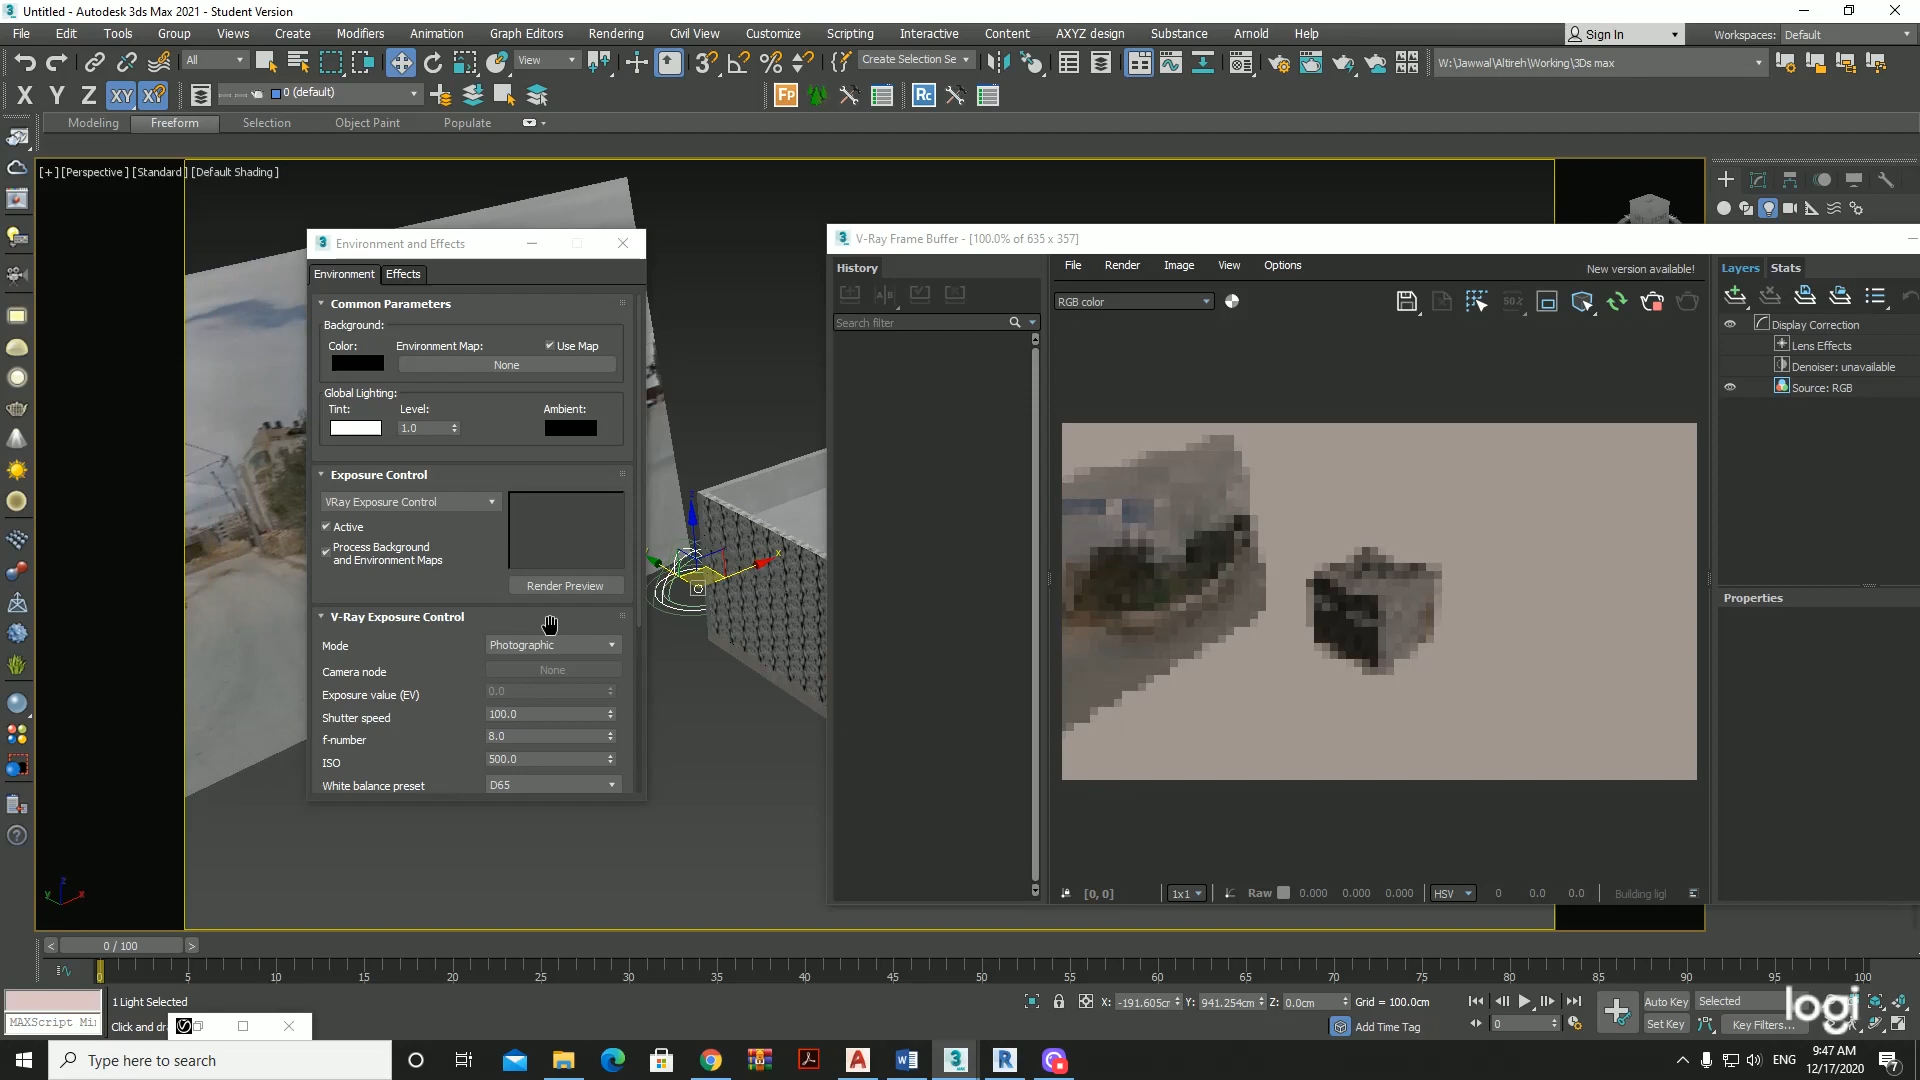 Untitled - Autodesk 3ds Max 2021 - Student Version
File Edit Tools Group Views Create Modifiers Animation Graph Editors Rendering Civil View Customize Scripting Interactive Content AXYZ design Substance Arnold Help
Sign In
Workspaces: Default
All
View
Create Selection Se
W:\Jawwal\Altireh\Working\3Ds max
X Y Z XY XY
0 (default)
Fp
Rc
Modeling Freeform Selection Object Paint Populate
[+] [Perspective ] [Standard ] [Default Shading ]
Environment and Effects
Environment Effects
Common Parameters
Background:
Color: Environment Map: Use Map
None
Global Lighting:
Tint: Level: Ambient:
1.0
Exposure Control
VRay Exposure Control
Active
Process Background
and Environment Maps
Render Preview
V-Ray Exposure Control
Mode Photographic
Camera node None
Exposure value (EV) 0.0
Shutter speed 100.0
f-number 8.0
ISO 500.0
White balance preset D65
V-Ray Frame Buffer - [100.0% of 635 x 357]
History
Search filter
File Render Image View Options New version available!
RGB color
50%
[0, 0] 1x1 Raw 0.000 0.000 0.000 HSV 0 0.0 0.0 Building ligl
Layers Stats
Display Correction
Lens Effects
Denoiser: unavailable
Source: RGB
Properties
x
z
y z x
< 0 / 100 >
0 5 10 15 20 25 30 35 40 45 50 55 60 65 70 75 80 85 90 95 100
1 Light Selected
MAXScript Mi
Click and dr
X: -191.605cr Y: 941.254cm Z: 0.0cm Grid = 100.0cm
Add Time Tag
0
Auto Key Selected
Set Key Key Filters...
logi
Type here to search
ENG
9:47 AM
12/17/2020
7